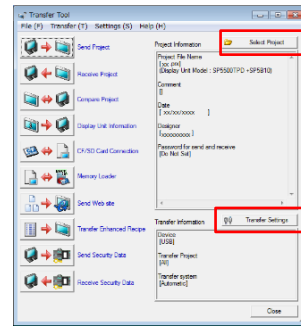 Transfer Tool
File (F) Transfer (T) Settings (S) Help (H)
Send Project
Receive Project
Compare Project
Display Unit Information
CF/SD Card Connection
Memory Loader
Send Web site
Transfer Enhanced Recipe
Send Security Data
Receive Security Data
Project Information
Select Project
Project File Name
[xxx.prx]
(Display Unit Model : SP5500TPD +SP5B10)
Comment
[]
Date
[ xx/xxx/xxxx ]
Designer
[xxxxxxxxxx ]
Password for send and receive
[Do Not Set]
Transfer Information
Transfer Settings
Device
[USB]
Transfer Project
[All]
Transfer system
[Automatic]
Close